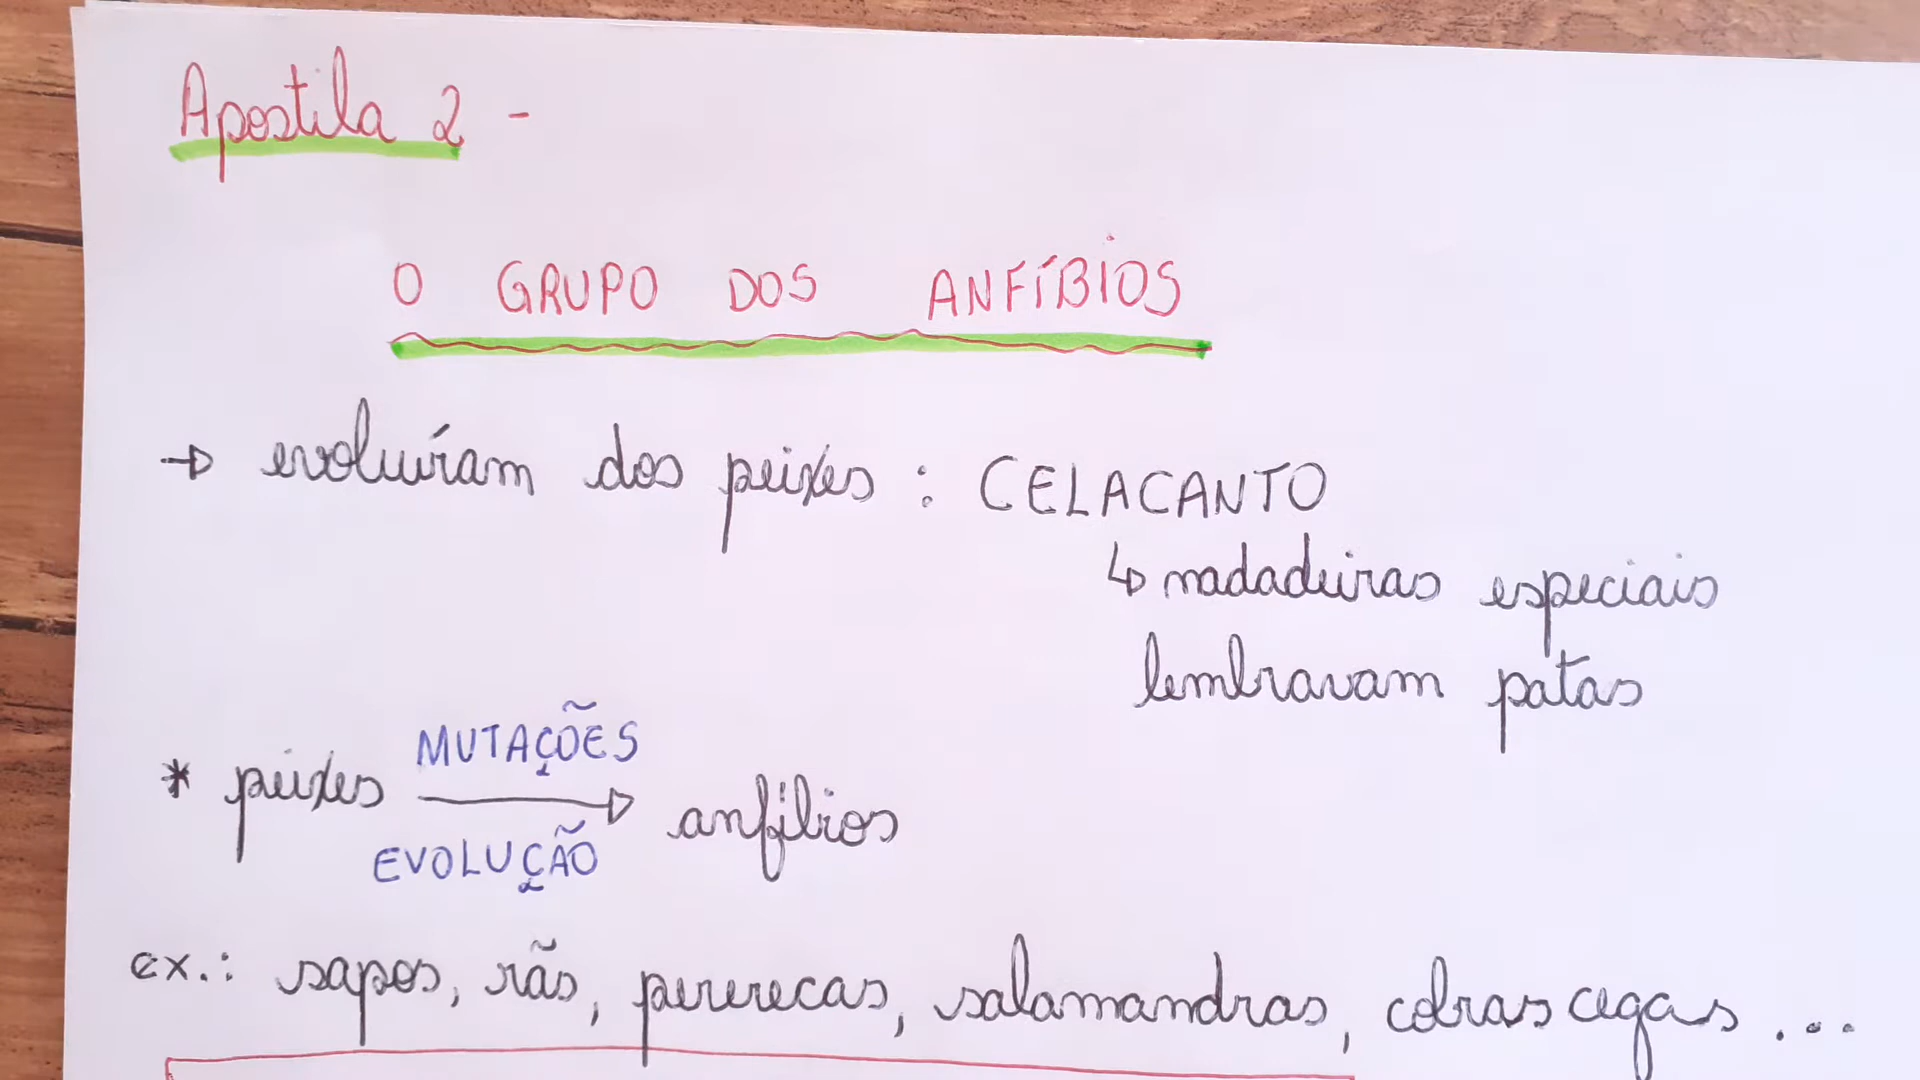 Apostila 2 -
O GRUPO DOS ANFÍBIOS
→ evoluíram dos peixes : CELACANTO
↳ nadadeiras especiais
lembravam patas
MUTAÇÕES
* peixes → anfíbios
EVOLUÇÃO
ex.: sapos, rãs, pererecas, salamandras, cobras cegas ...